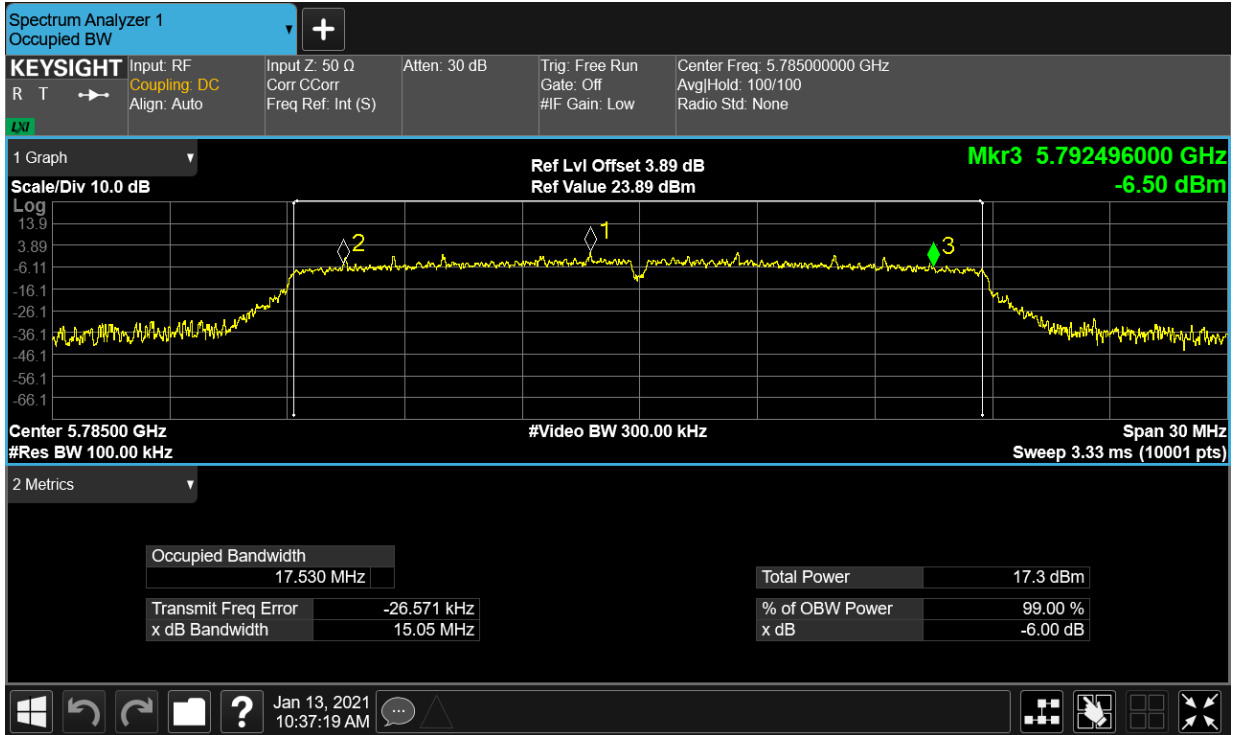 Spectrum Analyzer 1
Occupied BW
KEYSIGHT
R T
LXI
Input: RF
Coupling: DC
Align: Auto
Input Z: 50 Ω
Corr CCorr
Freq Ref: Int (S)
Atten: 30 dB
Trig: Free Run
Gate: Off
#IF Gain: Low
Center Freq: 5.785000000 GHz
Avg|Hold: 100/100
Radio Std: None
1 Graph
Scale/Div 10.0 dB
Ref Lvl Offset 3.89 dB
Ref Value 23.89 dBm
Mkr3 5.792496000 GHz
-6.50 dBm
Log
13.9
3.89
-6.11
-16.1
-26.1
-36.1
-46.1
-56.1
-66.1
2
1
3
Center 5.78500 GHz
#Video BW 300.00 kHz
Span 30 MHz
#Res BW 100.00 kHz
Sweep 3.33 ms (10001 pts)
2 Metrics
Occupied Bandwidth
17.530 MHz
Transmit Freq Error -26.571 kHz
x dB Bandwidth 15.05 MHz
Total Power 17.3 dBm
% of OBW Power 99.00 %
x dB -6.00 dB
?
Jan 13, 2021
10:37:19 AM